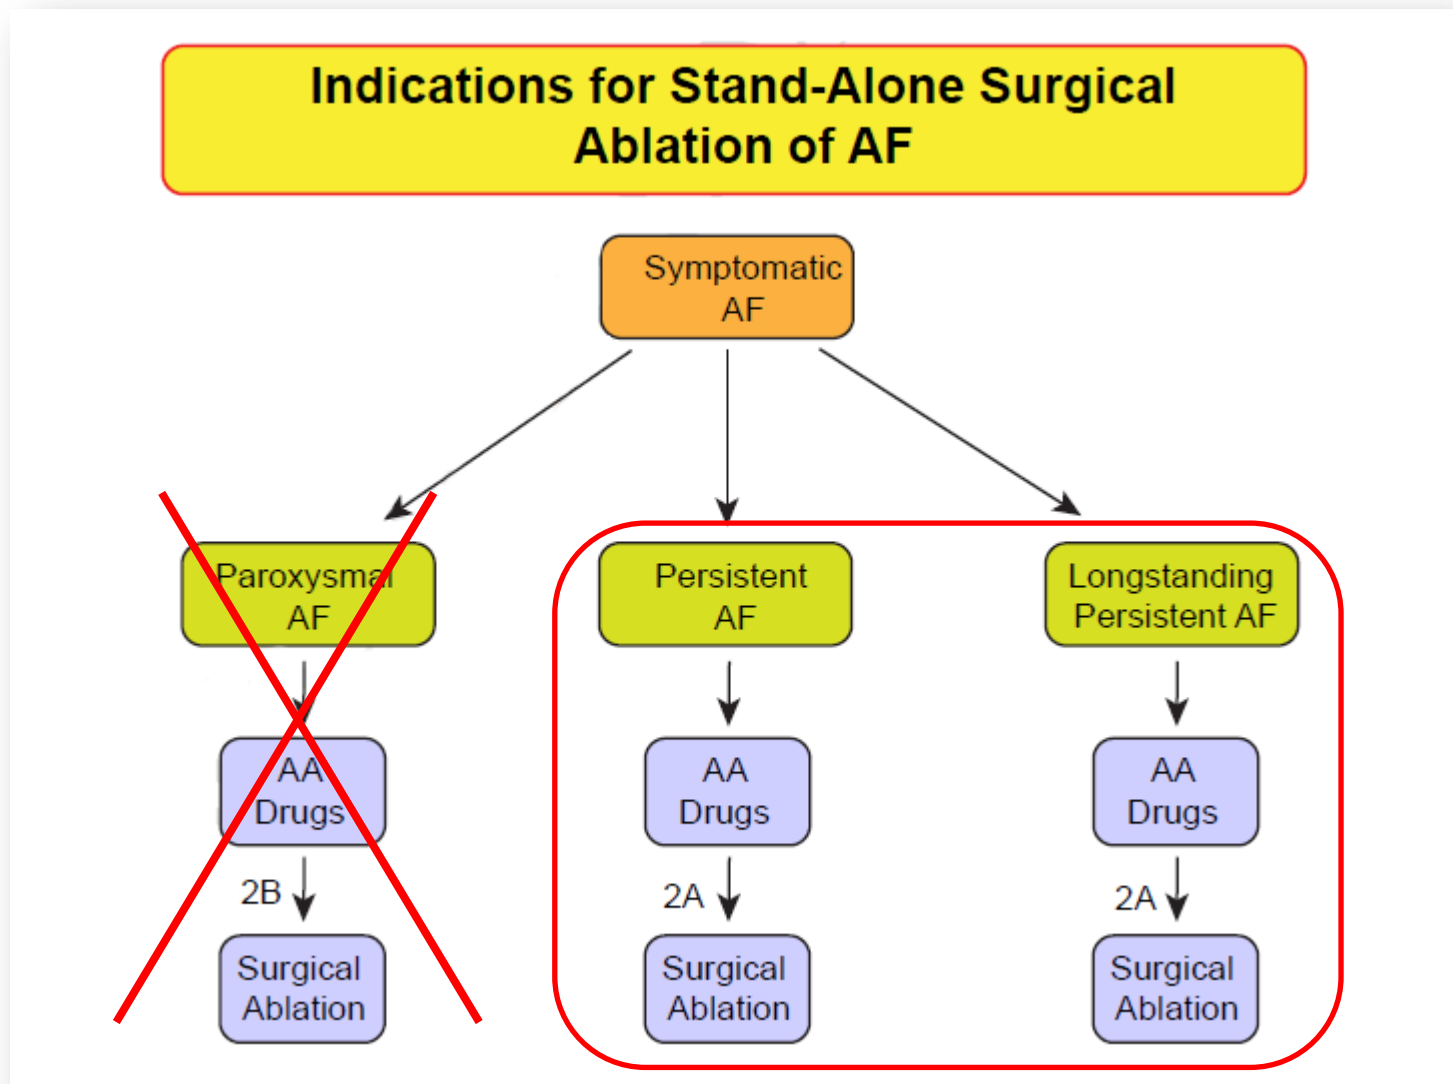 Indications for Stand-Alone Surgical
Ablation of AF
Symptomatic
AF
Paroxysmal
AF
Persistent
AF
Longstanding
Persistent AF
AA
Drugs
AA
Drugs
AA
Drugs
2B
2A
2A
Surgical
Ablation
Surgical
Ablation
Surgical
Ablation